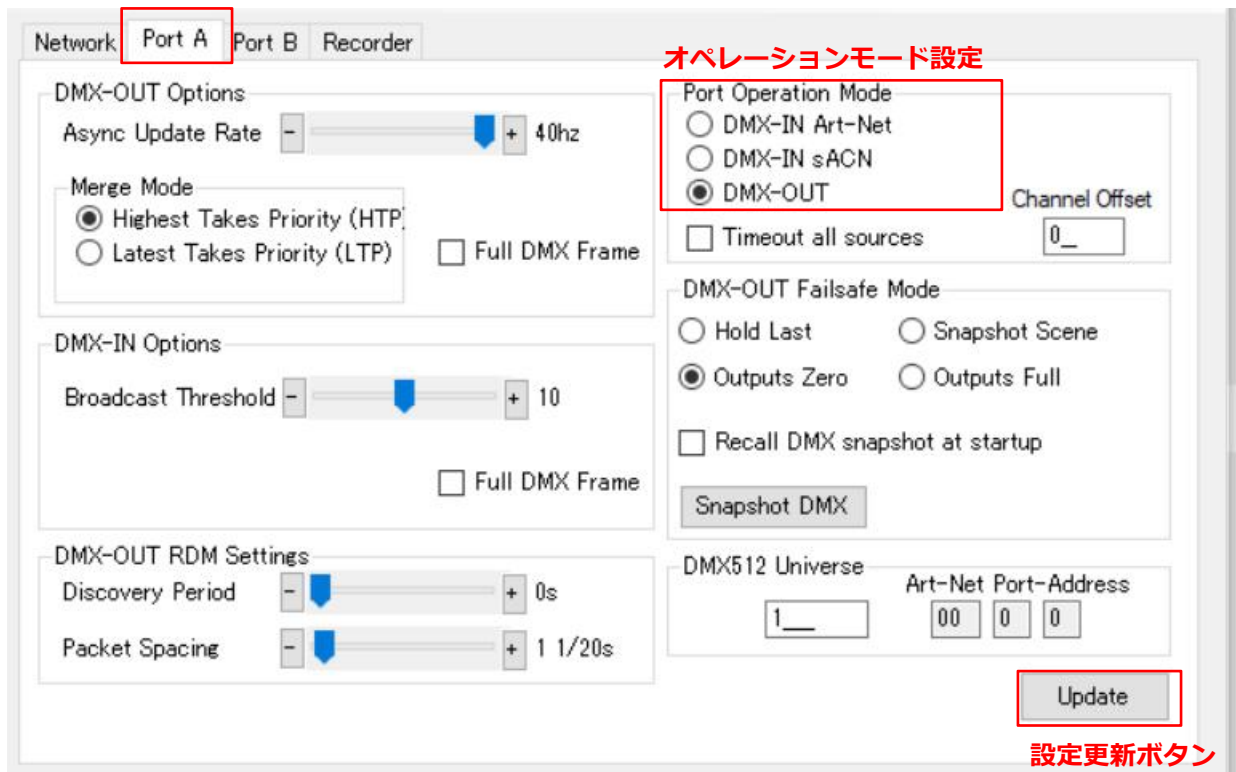 Network Port A Port B Recorder
オペレーションモード設定
DMX-OUT Options
Async Update Rate - + 40hz
Merge Mode
Highest Takes Priority (HTP)
Latest Takes Priority (LTP)
Full DMX Frame
DMX-IN Options
Broadcast Threshold - + 10
Full DMX Frame
DMX-OUT RDM Settings
Discovery Period - + 0s
Packet Spacing - + 1 1/20s
Port Operation Mode
DMX-IN Art-Net
DMX-IN sACN
DMX-OUT
Channel Offset
Timeout all sources 0_
DMX-OUT Failsafe Mode
Hold Last Snapshot Scene
Outputs Zero Outputs Full
Recall DMX snapshot at startup
Snapshot DMX
DMX512 Universe
Art-Net Port-Address
1___ 00 0 0
Update
設定更新ボタン